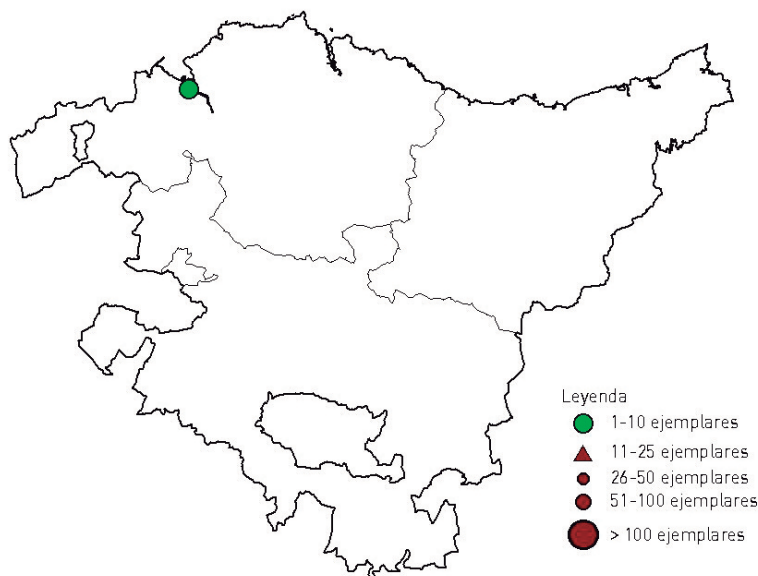 Leyenda
1-10 ejemplares
11-25 ejemplares
26-50 ejemplares
51-100 ejemplares
> 100 ejemplares